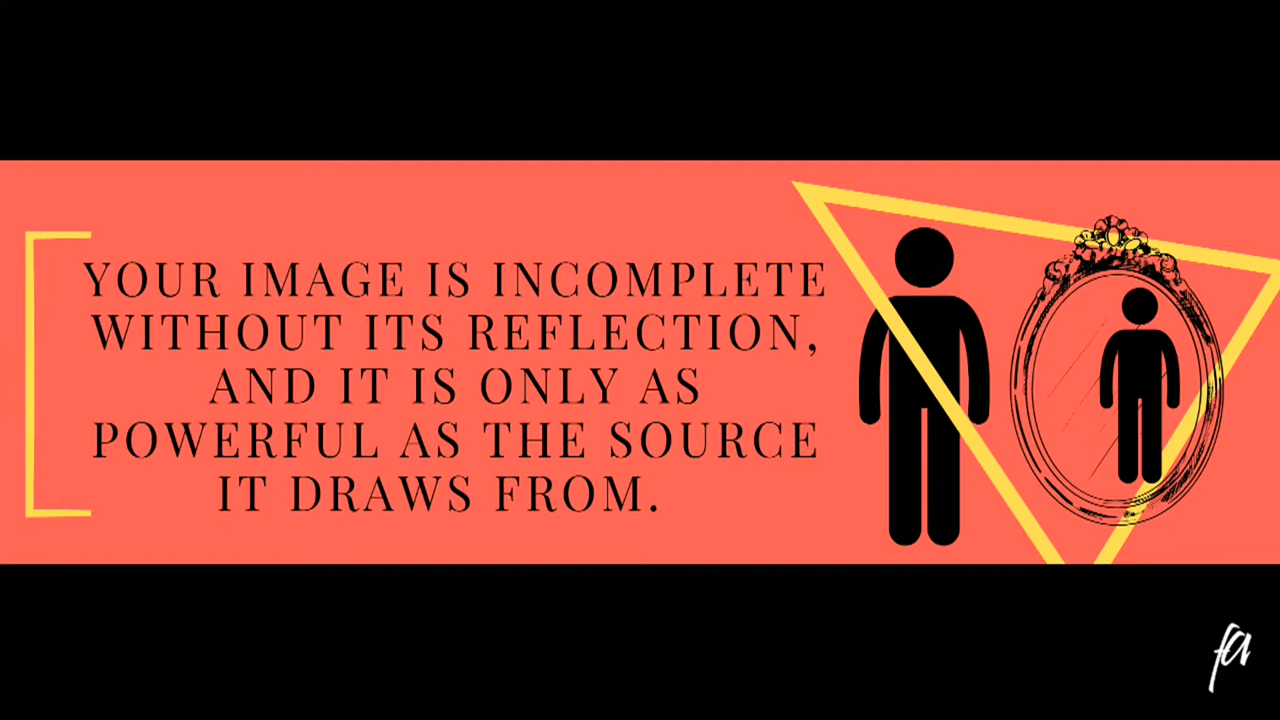 YOUR IMAGE IS INCOMPLETE
WITHOUT ITS REFLECTION,
AND IT IS ONLY AS
POWERFUL AS THE SOURCE
IT DRAWS FROM.
fa